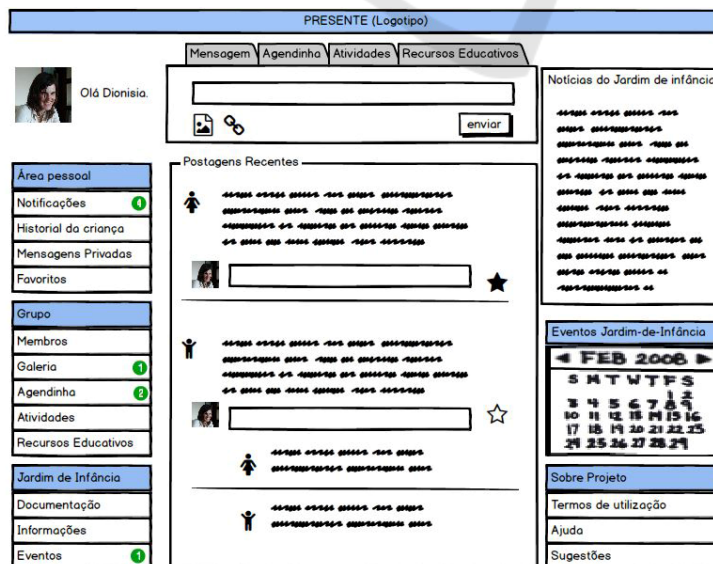 PRESENTE (Logotipo)
Mensagem
Agendinha
Atividades
Recursos Educativos
Olá Dionisia.
enviar
Área pessoal
Notificações 4
Historial da criança
Mensagens Privadas
Favoritos
Grupo
Membros
Galeria 1
Agendinha 2
Atividades
Recursos Educativos
Jardim de Infância
Documentação
Informações
Eventos 1
Postagens Recentes
Notícias do Jardim de infância
Eventos Jardim-de-Infância
FEB 2008
S M T W T F S
1 2
3 4 5 6 7 8 9
10 11 12 13 14 15 16
17 18 19 20 21 22 23
24 25 26 27 28 29
Sobre Projeto
Termos de utilização
Ajuda
Sugestões